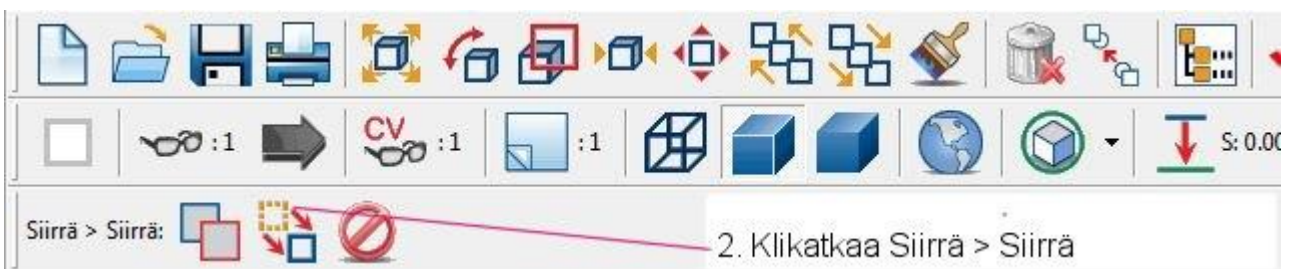 :1 CV :1 :1 S: 0.00
Siirrä > Siirrä: 2. Klikatkaa Siirrä > Siirrä